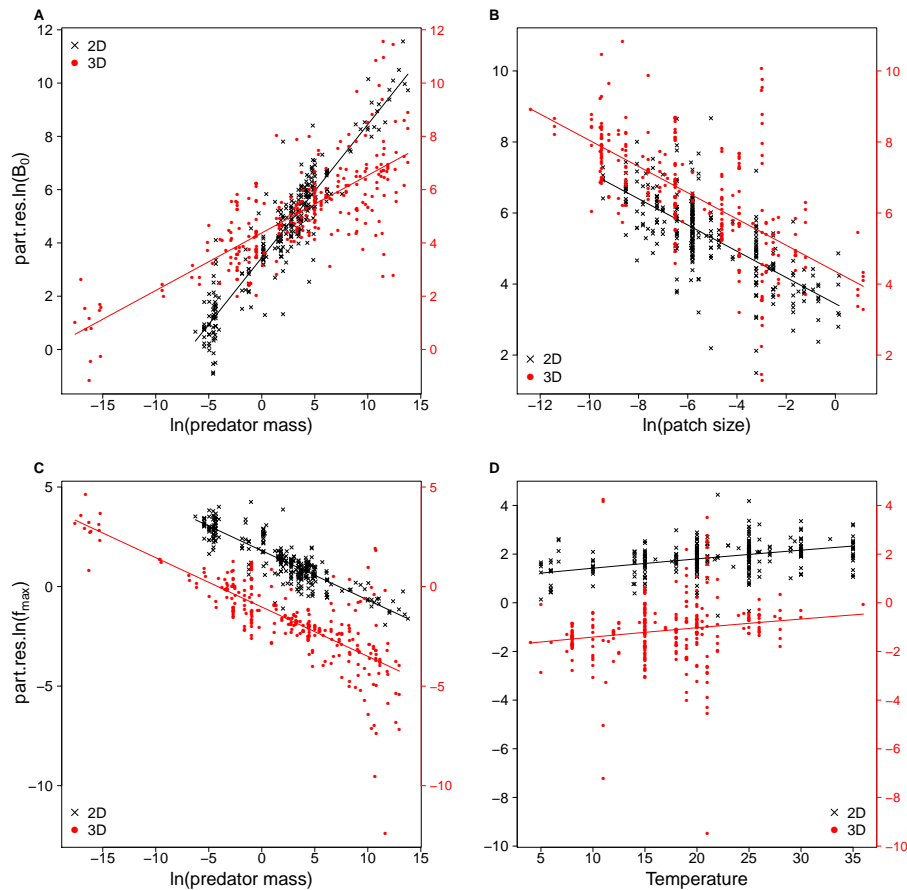 A
2D
3D
part.res.ln(B₀)
12
10
8
6
4
2
0
12
10
8
6
4
2
0
−15 −10 −5 0 5 10 15
ln(predator mass)
B
10
8
6
4
2
10
8
6
4
2
2D
3D
−12 −10 −8 −6 −4 −2 0
ln(patch size)
C
part.res.ln(fₘₐₓ)
5
0
−5
−10
5
0
−5
−10
2D
3D
−15 −10 −5 0 5 10 15
ln(predator mass)
D
4
2
0
−2
−4
−6
−8
−10
4
2
0
−2
−4
−6
−8
−10
2D
3D
5 10 15 20 25 30 35
Temperature